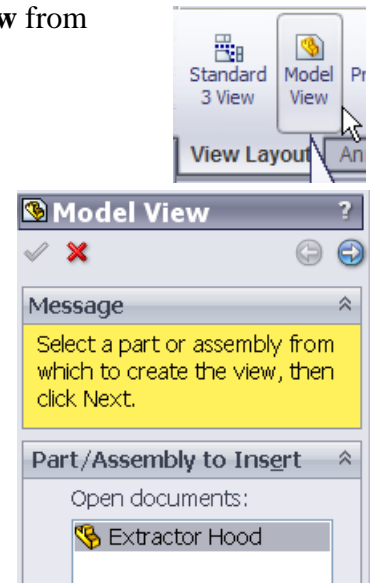 w from
Standard
3 View
Model
View
Pr
View Layout
An
Model View ?
Message
Select a part or assembly from
which to create the view, then
click Next.
Part/Assembly to Insert
Open documents:
Extractor Hood